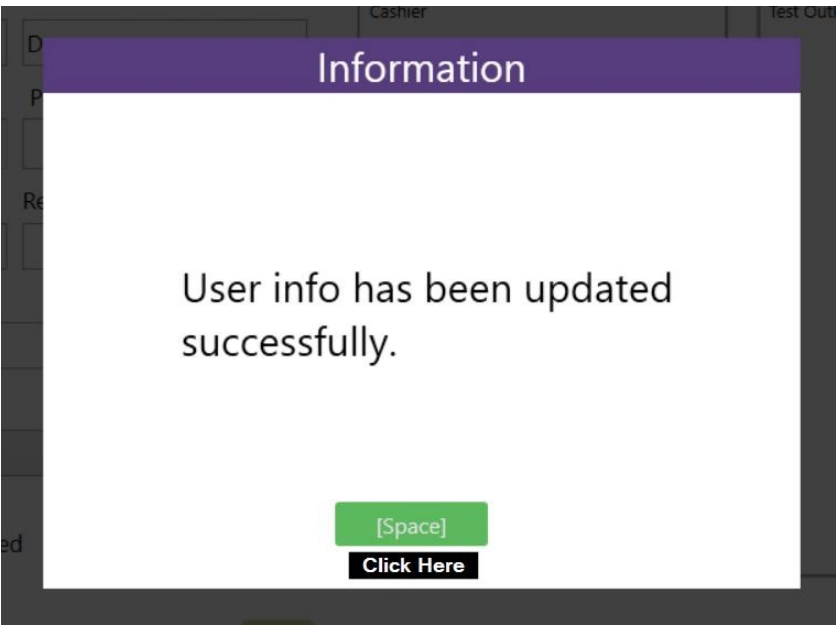 Cashier
Information
User info has been updated
successfully.
[Space]
Click Here